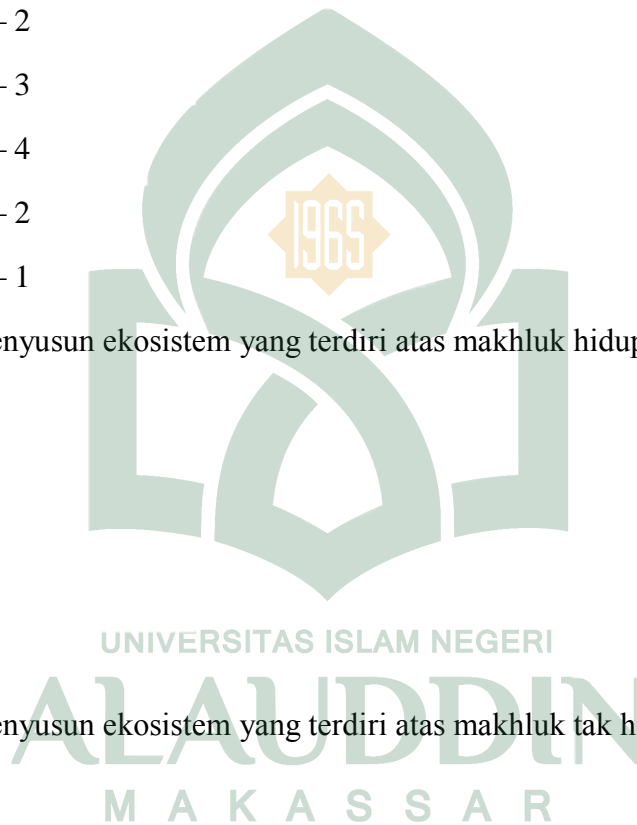 – 2
– 3
– 4
– 2
1965
– 1
enyusun ekosistem yang terdiri atas makhluk hidup
UNIVERSITAS ISLAM NEGERI
ALAUDDIN
enyusun ekosistem yang terdiri atas makhluk tak h
MAKASSAR